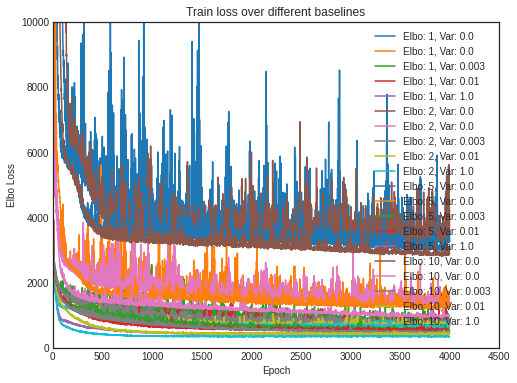 Train loss over different baselines
10000
8000
6000
4000
2000
0
Elbo Loss
0 500 1000 1500 2000 2500 3000 3500 4000 4500
Epoch
Elbo: 1, Var: 0.0
Elbo: 1, Var: 0.0
Elbo: 1, Var: 0.003
Elbo: 1, Var: 0.01
Elbo: 1, Var: 1.0
Elbo: 2, Var: 0.0
Elbo: 2, Var: 0.0
Elbo: 2, Var: 0.003
Elbo: 2, Var: 0.01
Elbo: 2, Var: 1.0
Elbo: 5, Var: 0.0
Elbo: 5, Var: 0.0
Elbo: 5, Var: 0.003
Elbo: 5, Var: 0.01
Elbo: 5, Var: 1.0
Elbo: 10, Var: 0.0
Elbo: 10, Var: 0.0
Elbo: 10, Var: 0.003
Elbo: 10, Var: 0.01
Elbo: 10, Var: 1.0